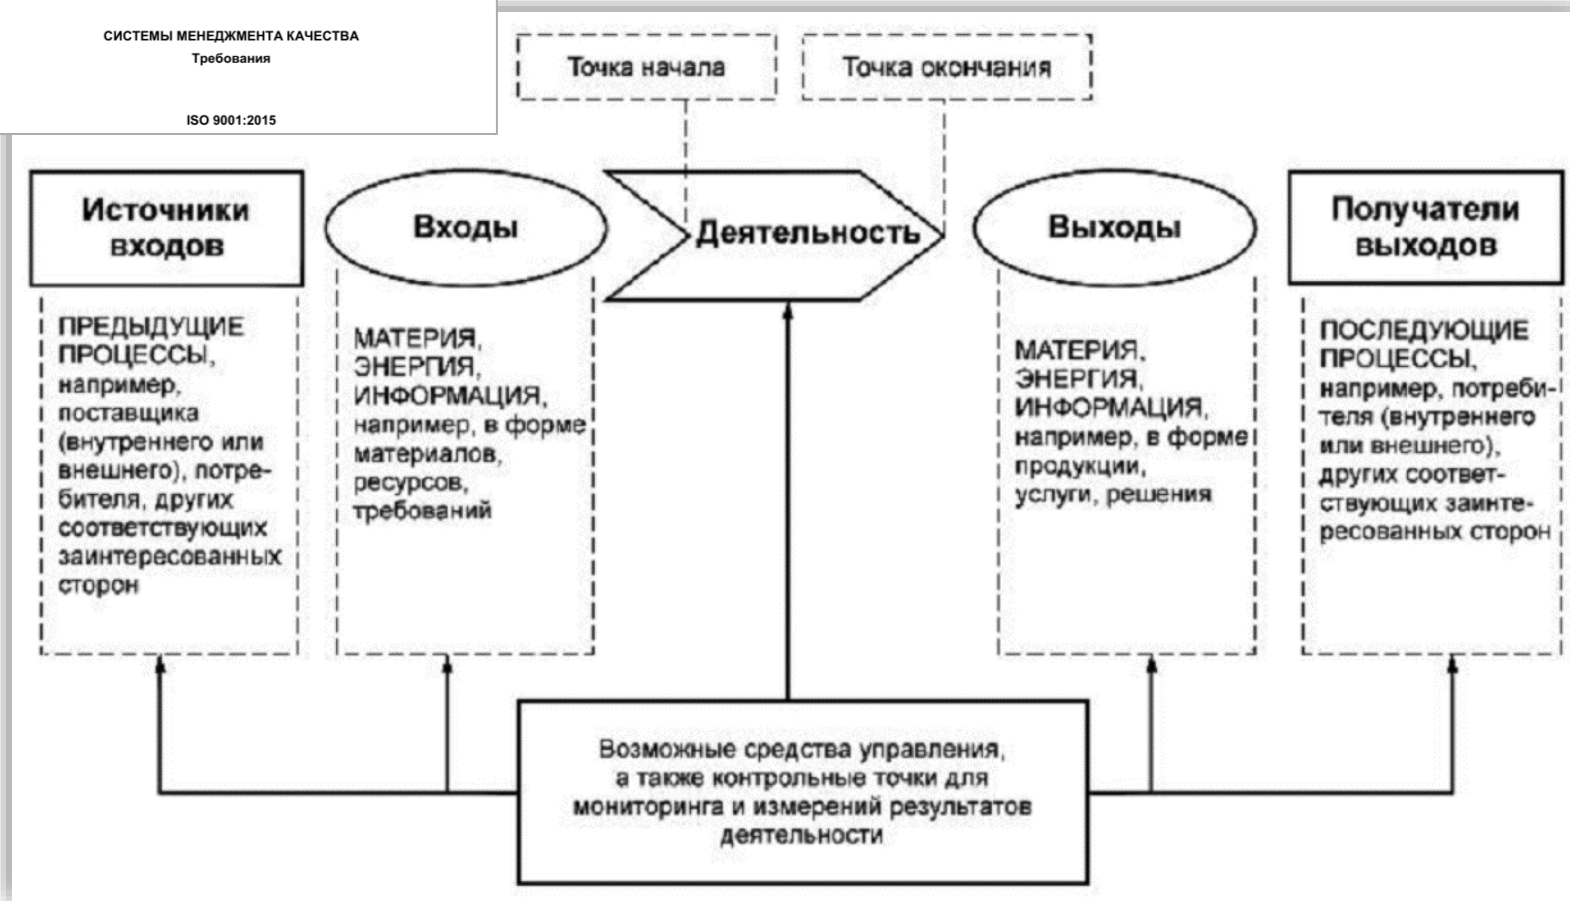 СИСТЕМЫ МЕНЕДЖМЕНТА КАЧЕСТВА
Требования
ISO 9001:2015
Точка начала
Точка окончания
Источники
входов
Входы
Деятельность
Выходы
Получатели
выходов
ПРЕДЫДУЩИЕ
ПРОЦЕССЫ,
например,
поставщика
(внутреннего или
внешнего), потре-
бителя, других
соответствующих
заинтересованных
сторон
МАТЕРИЯ,
ЭНЕРГИЯ,
ИНФОРМАЦИЯ,
например, в форме
материалов,
ресурсов,
требований
МАТЕРИЯ,
ЭНЕРГИЯ,
ИНФОРМАЦИЯ,
например, в форме
продукции,
услуги, решения
ПОСЛЕДУЮЩИЕ
ПРОЦЕССЫ,
например, потреби-
теля (внутреннего
или внешнего),
других соответ-
ствующих заинте-
ресованных сторон
Возможные средства управления,
а также контрольные точки для
мониторинга и измерений результатов
деятельности